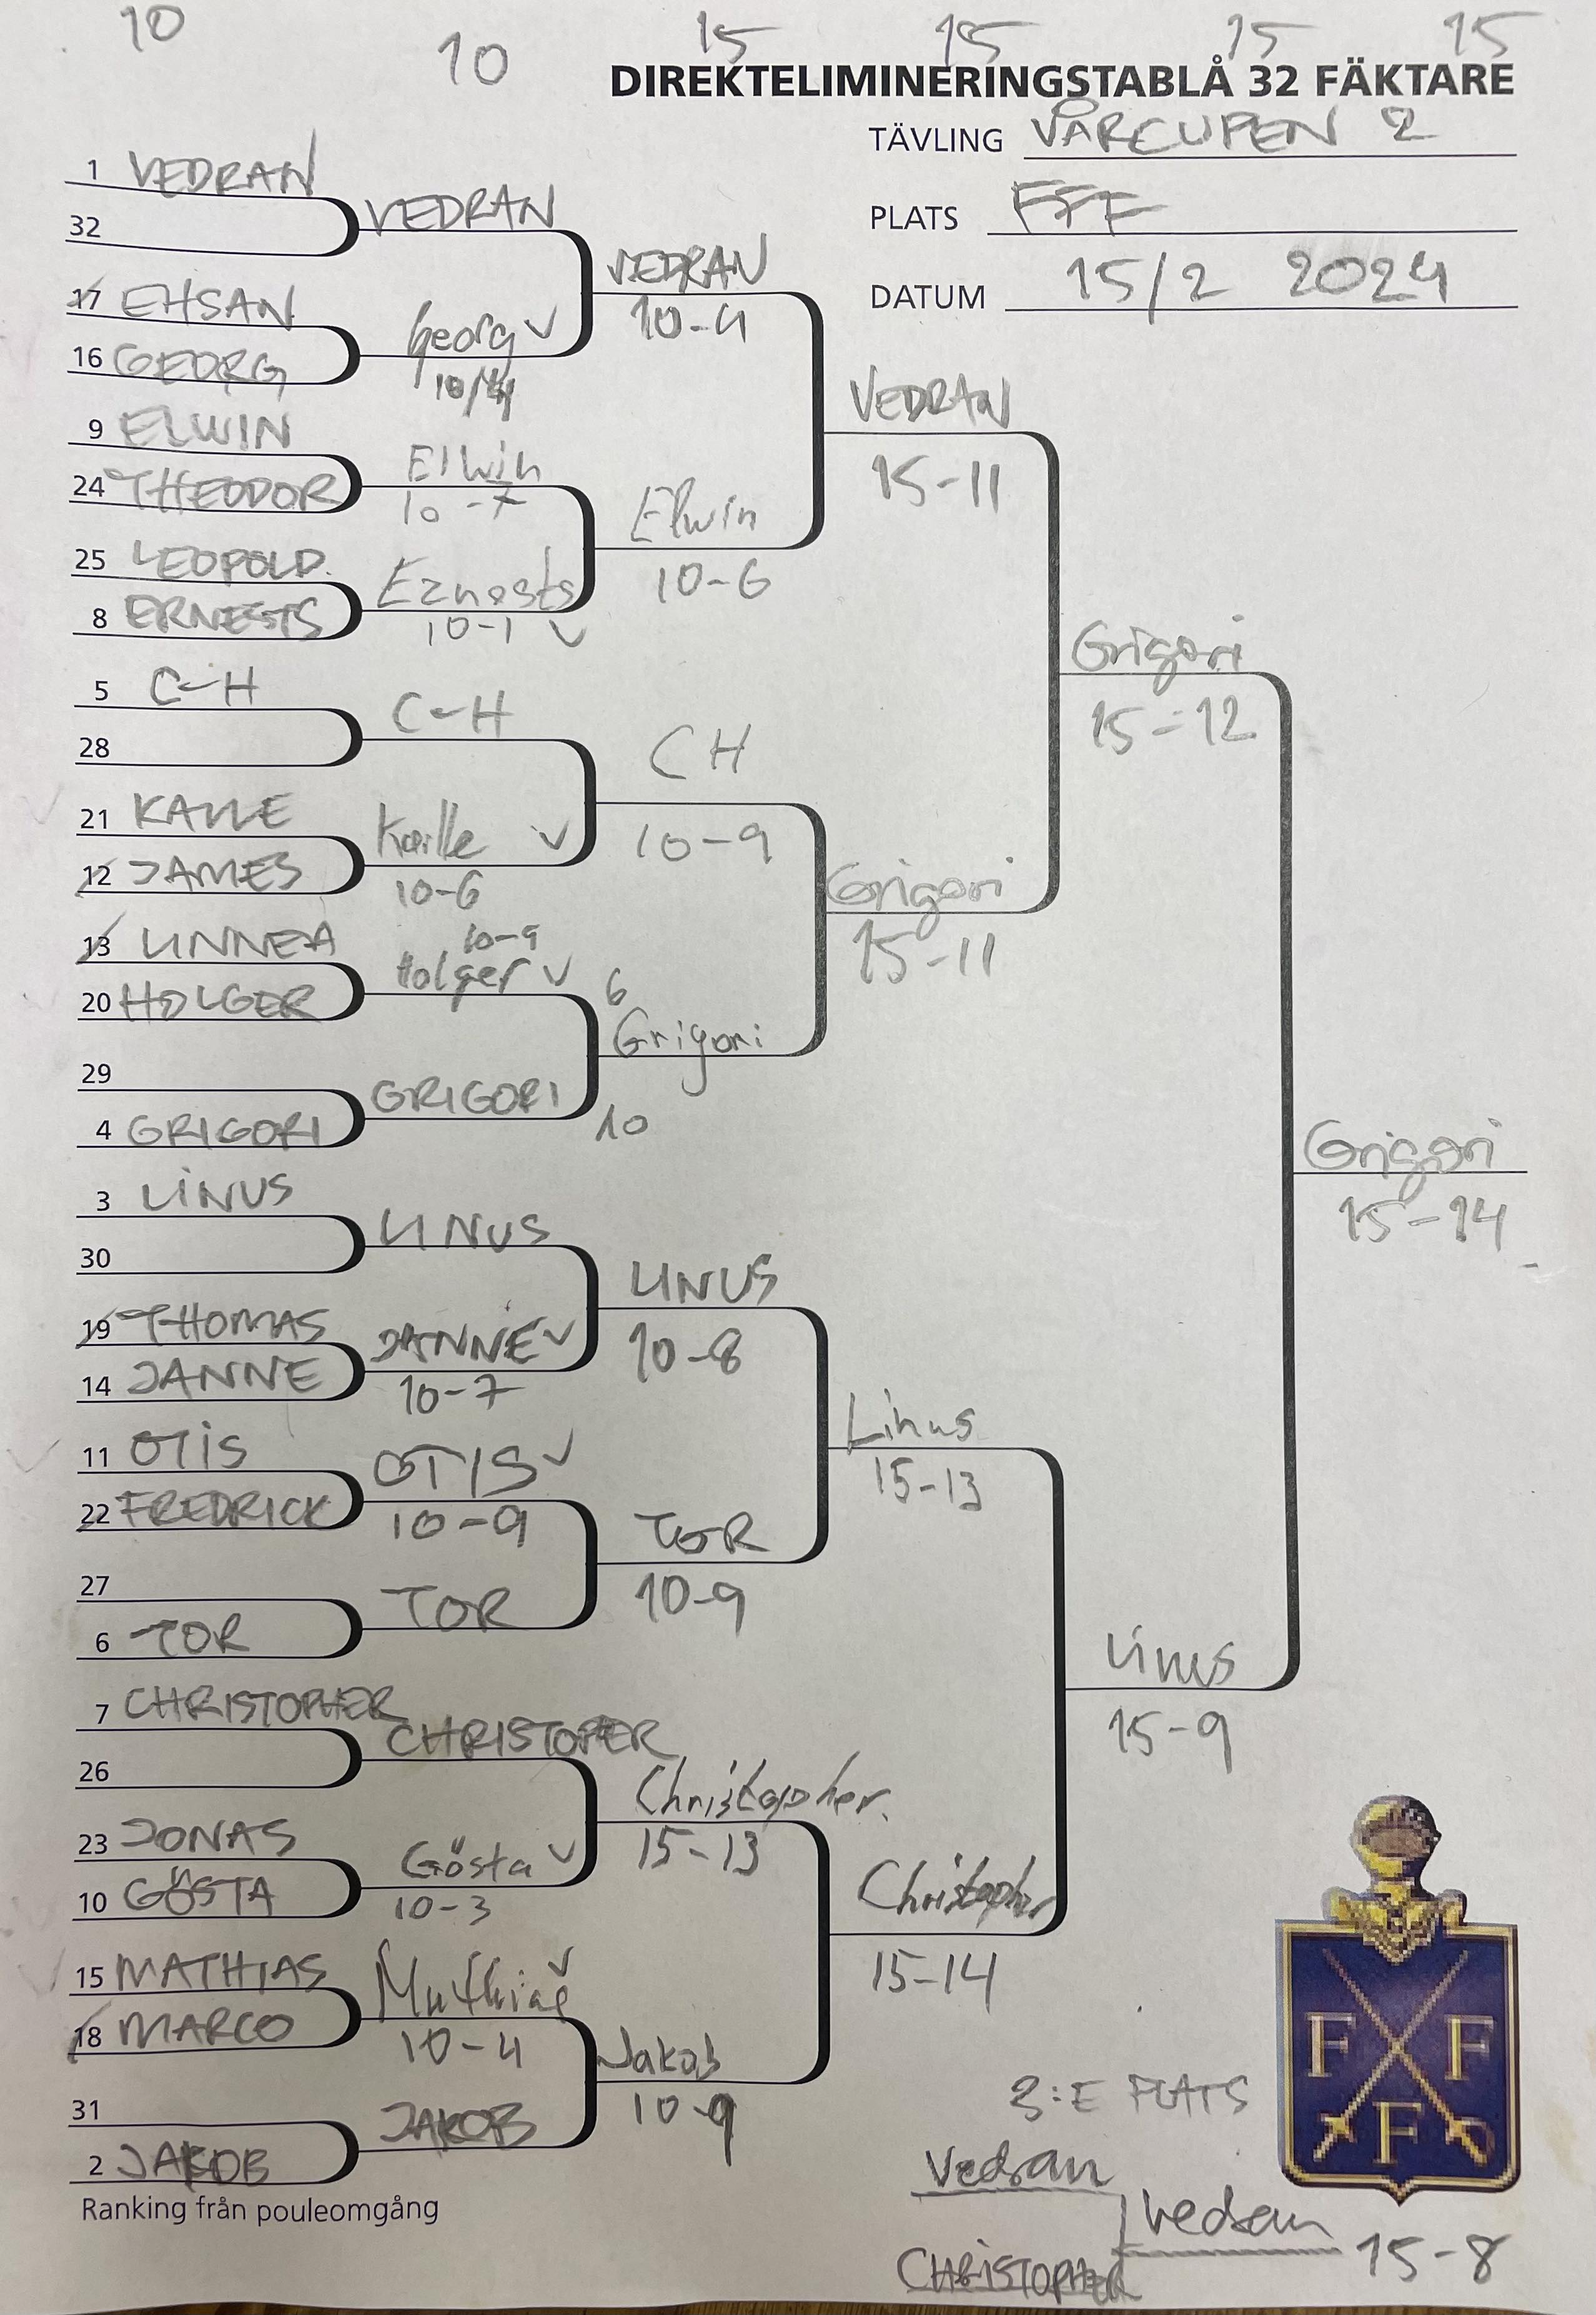 10 10 15 15 15 15
DIREKTELIMINERINGSTABLÅ 32 FÄKTARE
TÄVLING VÅRCUPEN 2
PLATS FFF
DATUM 15/2 2024
1 VEDRAN
32
17 EHSAN
16 GEORG
9 ELWIN
24 THEODOR
25 LEOPOLD
8 ERNESTS
5 C-H
28
21 KALLE
12 JAMES
13 LINNEA
20 HOLGER
29
4 GRIGORI
3 LINUS
30
19 THOMAS
14 JANNE
11 OTIS
22 FREDRICK
27
6 TOR
7 CHRISTOPHER
26
23 JONAS
10 GÖSTA
15 MATHIAS
18 MARCO
31
2 JAKOB
Ranking från pouleomgång
VEDRAN
Georg
Elwin
10-7
Ernests
10-1
C-H
Kalle
10-6
10-9
Holger
GRIGORI
LINUS
JANNE
10-7
OTIS
10-9
TOR
CHRISTOPER
Gösta
10-3
Mathias
10-4
JAKOB
VEDRAN
10-4
Elwin
10-6
CH
10-9
6
Grigori
10
LINUS
10-8
TOR
10-9
Christopher
15-13
Jakob
10-9
VEDRAN
15-11
Grigori
15-11
Linus
15-13
Christopher
15-14
Grigori
15-12
Linus
15-9
Grigori
15-14
3:E PLATS
Vedran
CHRISTOPHER
Vedran
15-8
F F
F